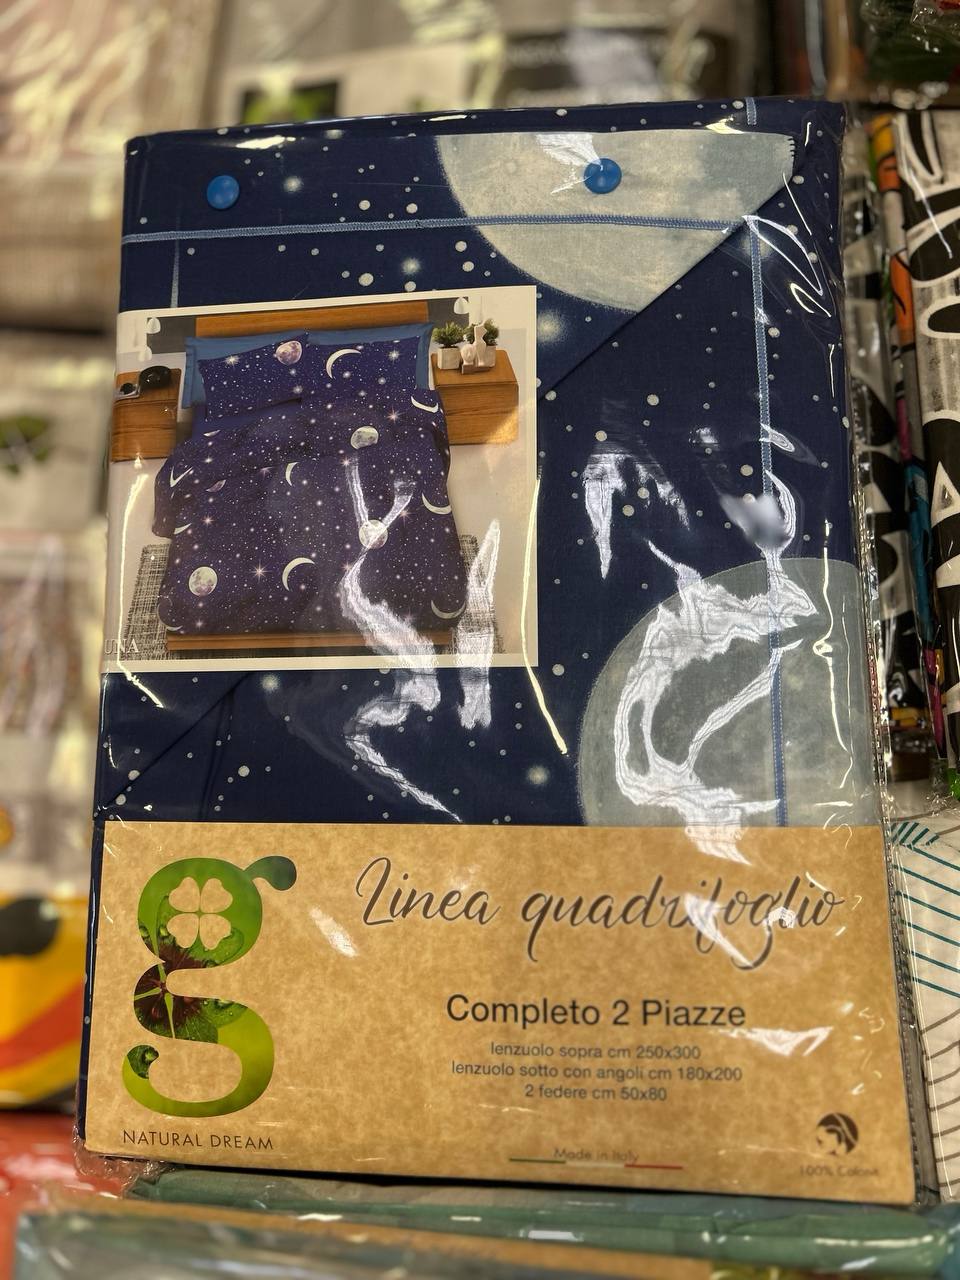 UNA
Linea quadrifoglio
Completo 2 Piazze
lenzuolo sopra cm 250x300
lenzuolo sotto con angoli cm 180x200
2 federe cm 50x80
NATURAL DREAM
Made in Italy
100%